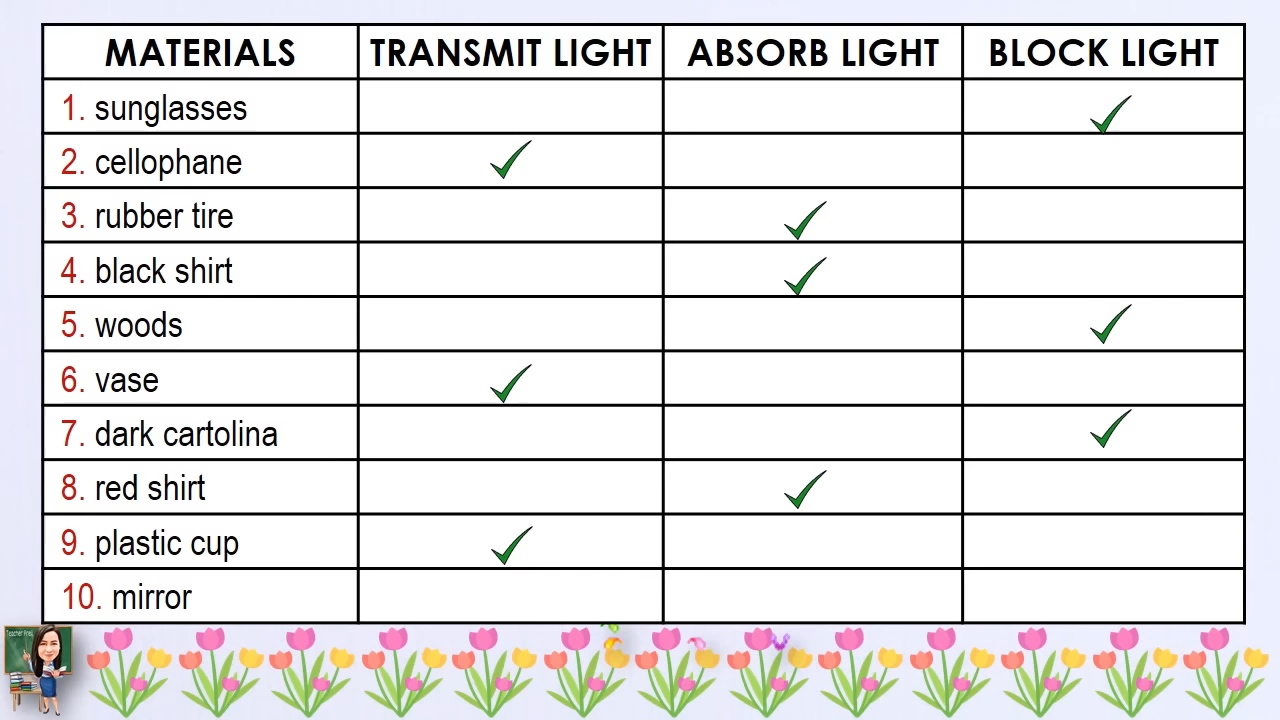 MATERIALS TRANSMIT LIGHT ABSORB LIGHT BLOCK LIGHT
1. sunglasses
2. cellophane
3. rubber tire
4. black shirt
5. woods
6. vase
7. dark cartolina
8. red shirt
9. plastic cup
10. mirror